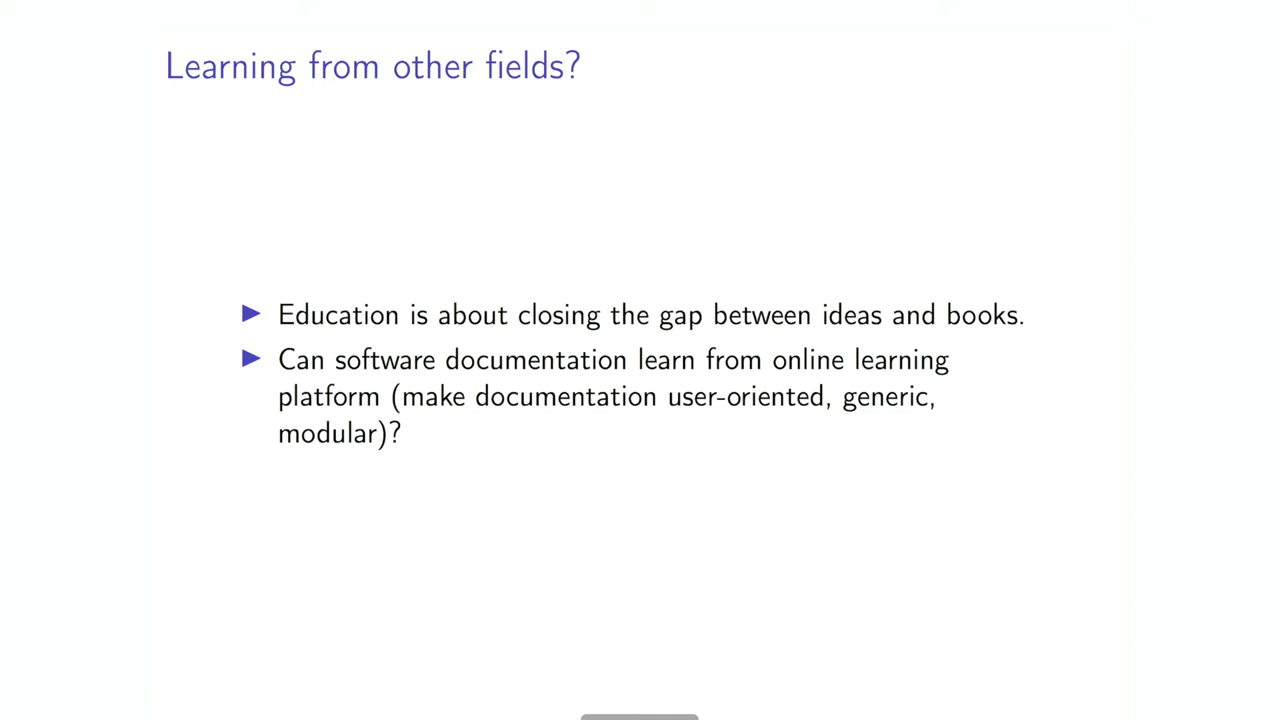 Learning from other fields?
Education is about closing the gap between ideas and books.
Can software documentation learn from online learning
platform (make documentation user-oriented, generic,
modular)?